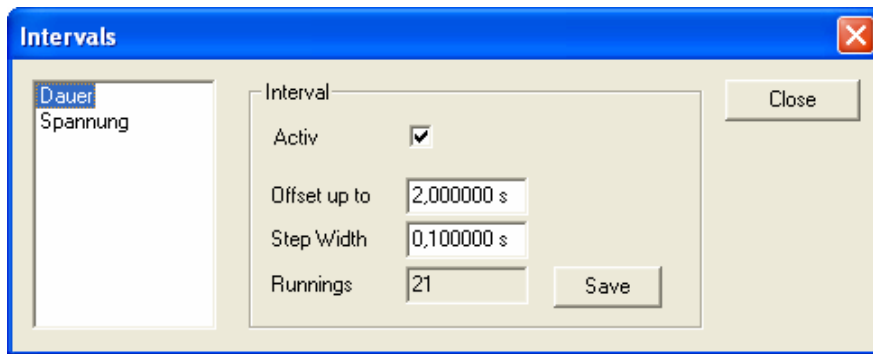 Intervals
Dauer
Spannung
Interval
Activ
Offset up to 2,000000 s
Step Width 0,100000 s
Runnings 21
Save
Close